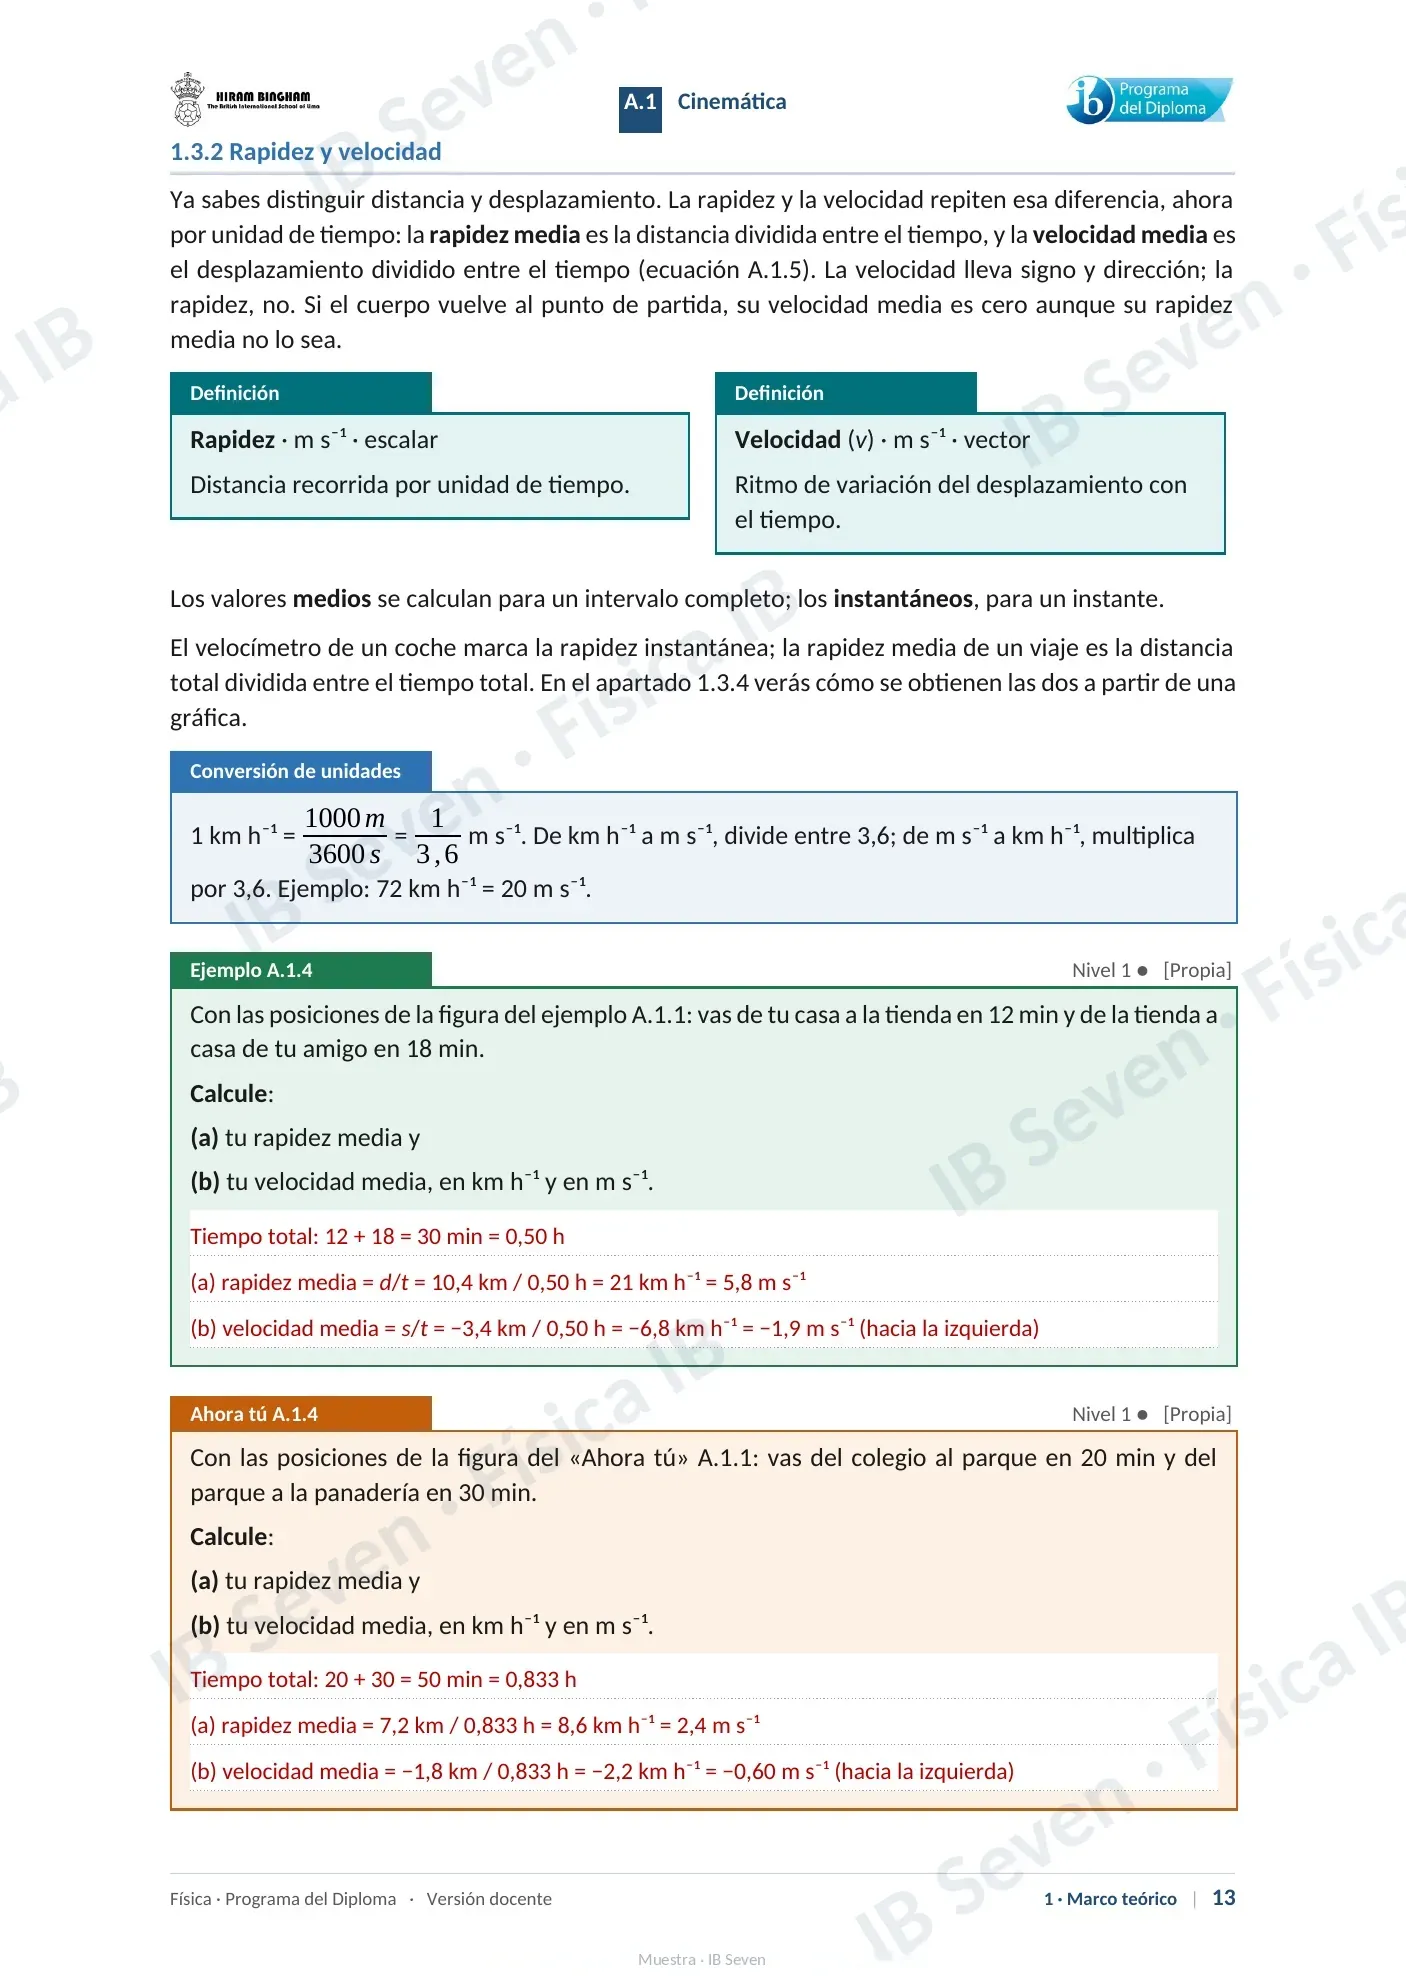 HIRAM BINGHAM
The British International School of Lima
A.1 Cinemática
ib Programa
del Diploma
1.3.2 Rapidez y velocidad
Ya sabes distinguir distancia y desplazamiento. La rapidez y la velocidad repiten esa diferencia, ahora
por unidad de tiempo: la rapidez media es la distancia dividida entre el tiempo, y la velocidad media es
el desplazamiento dividido entre el tiempo (ecuación A.1.5). La velocidad lleva signo y dirección; la
rapidez, no. Si el cuerpo vuelve al punto de partida, su velocidad media es cero aunque su rapidez
media no lo sea.
Definición
Rapidez · m s⁻¹ · escalar
Distancia recorrida por unidad de tiempo.
Definición
Velocidad (v) · m s⁻¹ · vector
Ritmo de variación del desplazamiento con
el tiempo.
Los valores medios se calculan para un intervalo completo; los instantáneos, para un instante.
El velocímetro de un coche marca la rapidez instantánea; la rapidez media de un viaje es la distancia
total dividida entre el tiempo total. En el apartado 1.3.4 verás cómo se obtienen las dos a partir de una
gráfica.
Conversión de unidades
1 km h⁻¹ = 1000 m / 3600 s = 1 / 3,6 m s⁻¹. De km h⁻¹ a m s⁻¹, divide entre 3,6; de m s⁻¹ a km h⁻¹, multiplica
por 3,6. Ejemplo: 72 km h⁻¹ = 20 m s⁻¹.
Ejemplo A.1.4
Nivel 1 ● [Propia]
Con las posiciones de la figura del ejemplo A.1.1: vas de tu casa a la tienda en 12 min y de la tienda a
casa de tu amigo en 18 min.
Calcule:
(a) tu rapidez media y
(b) tu velocidad media, en km h⁻¹ y en m s⁻¹.
Tiempo total: 12 + 18 = 30 min = 0,50 h
(a) rapidez media = d/t = 10,4 km / 0,50 h = 21 km h⁻¹ = 5,8 m s⁻¹
(b) velocidad media = s/t = −3,4 km / 0,50 h = −6,8 km h⁻¹ = −1,9 m s⁻¹ (hacia la izquierda)
Ahora tú A.1.4
Nivel 1 ● [Propia]
Con las posiciones de la figura del «Ahora tú» A.1.1: vas del colegio al parque en 20 min y del
parque a la panadería en 30 min.
Calcule:
(a) tu rapidez media y
(b) tu velocidad media, en km h⁻¹ y en m s⁻¹.
Tiempo total: 20 + 30 = 50 min = 0,833 h
(a) rapidez media = 7,2 km / 0,833 h = 8,6 km h⁻¹ = 2,4 m s⁻¹
(b) velocidad media = −1,8 km / 0,833 h = −2,2 km h⁻¹ = −0,60 m s⁻¹ (hacia la izquierda)
Física · Programa del Diploma · Versión docente
1 · Marco teórico | 13
Muestra · IB Seven
IB Seven · Física IB